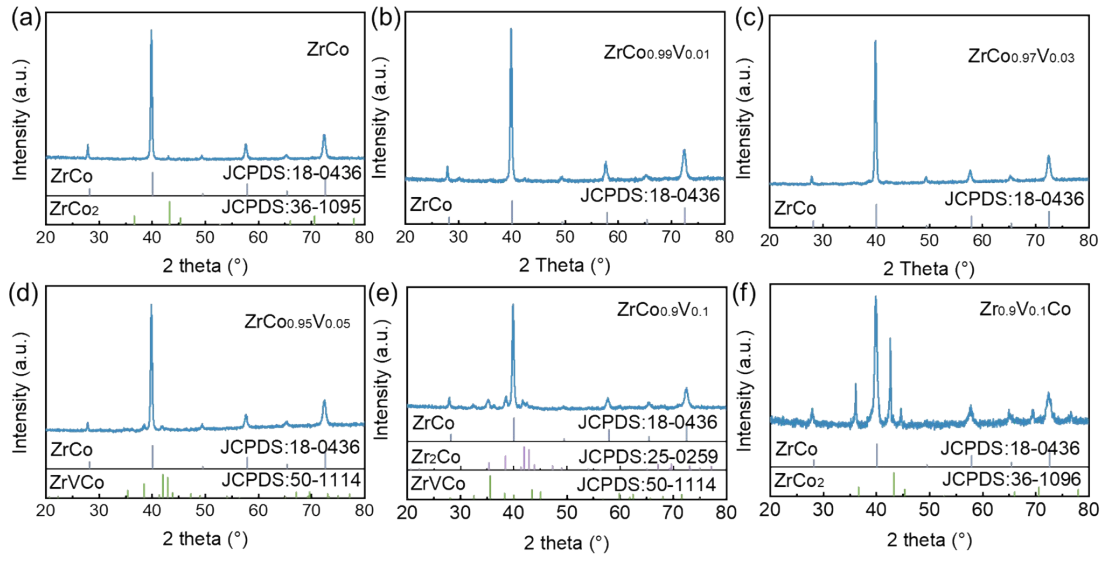 (a)
Intensity (a.u.)
ZrCo
ZrCo
JCPDS:18-0436
ZrCo₂
JCPDS:36-1095
20 30 40 50 60 70 80
2 theta (°)
(b)
Intensity (a.u.)
ZrCo₀.₉₉V₀.₀₁
JCPDS:18-0436
ZrCo
20 30 40 50 60 70 80
2 Theta (°)
(c)
Intensity (a.u.)
ZrCo₀.₉₇V₀.₀₃
JCPDS:18-0436
ZrCo
20 30 40 50 60 70 80
2 Theta (°)
(d)
Intensity (a.u.)
ZrCo₀.₉₅V₀.₀₅
ZrCo
JCPDS:18-0436
ZrVCo
JCPDS:50-1114
20 30 40 50 60 70 80
2 theta (°)
(e)
Intensity (a.u.)
ZrCo₀.₉V₀.₁
ZrCo
JCPDS:18-0436
Zr₂Co
JCPDS:25-0259
ZrVCo
JCPDS:50-1114
20 30 40 50 60 70 80
2 theta (°)
(f)
Intensity (a.u.)
Zr₀.₉V₀.₁Co
ZrCo
JCPDS:18-0436
ZrCo₂
JCPDS:36-1096
20 30 40 50 60 70 80
2 theta (°)